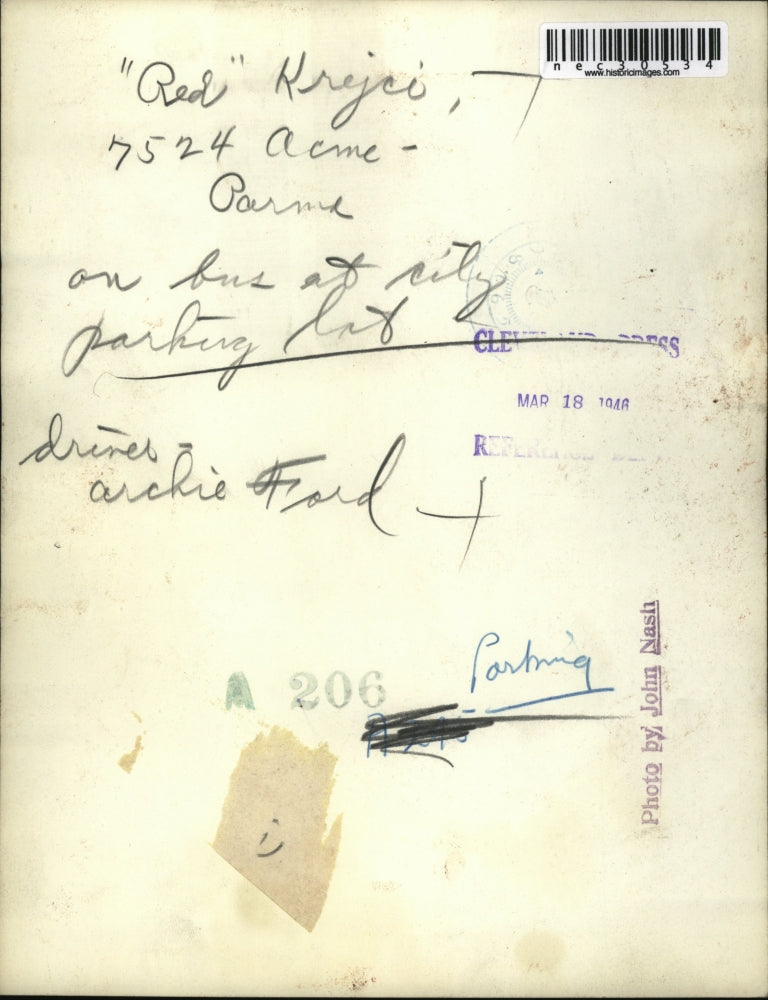 nec30534
www.historicimages.com
"Red" Krejci,
7524 Acme -
Parma
on bus at city
parking lot
CLEVELAND PRESS
MAR 18 1946
REFERENCE DEPT
driver -
archie Ford
Parking
A 206
Photo by John Nash